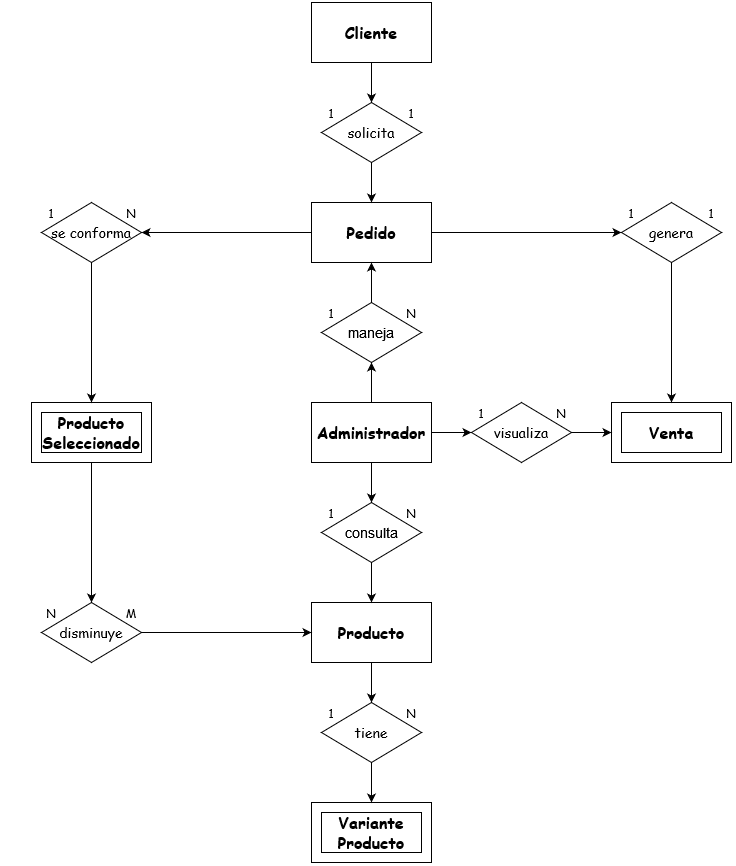 Cliente
1 1
solicita
1 N
se conforma
Pedido
1 1
genera
1 N
maneja
Producto
Seleccionado
Administrador
1 N
visualiza
Venta
1 N
consulta
N M
disminuye
Producto
1 N
tiene
Variante
Producto